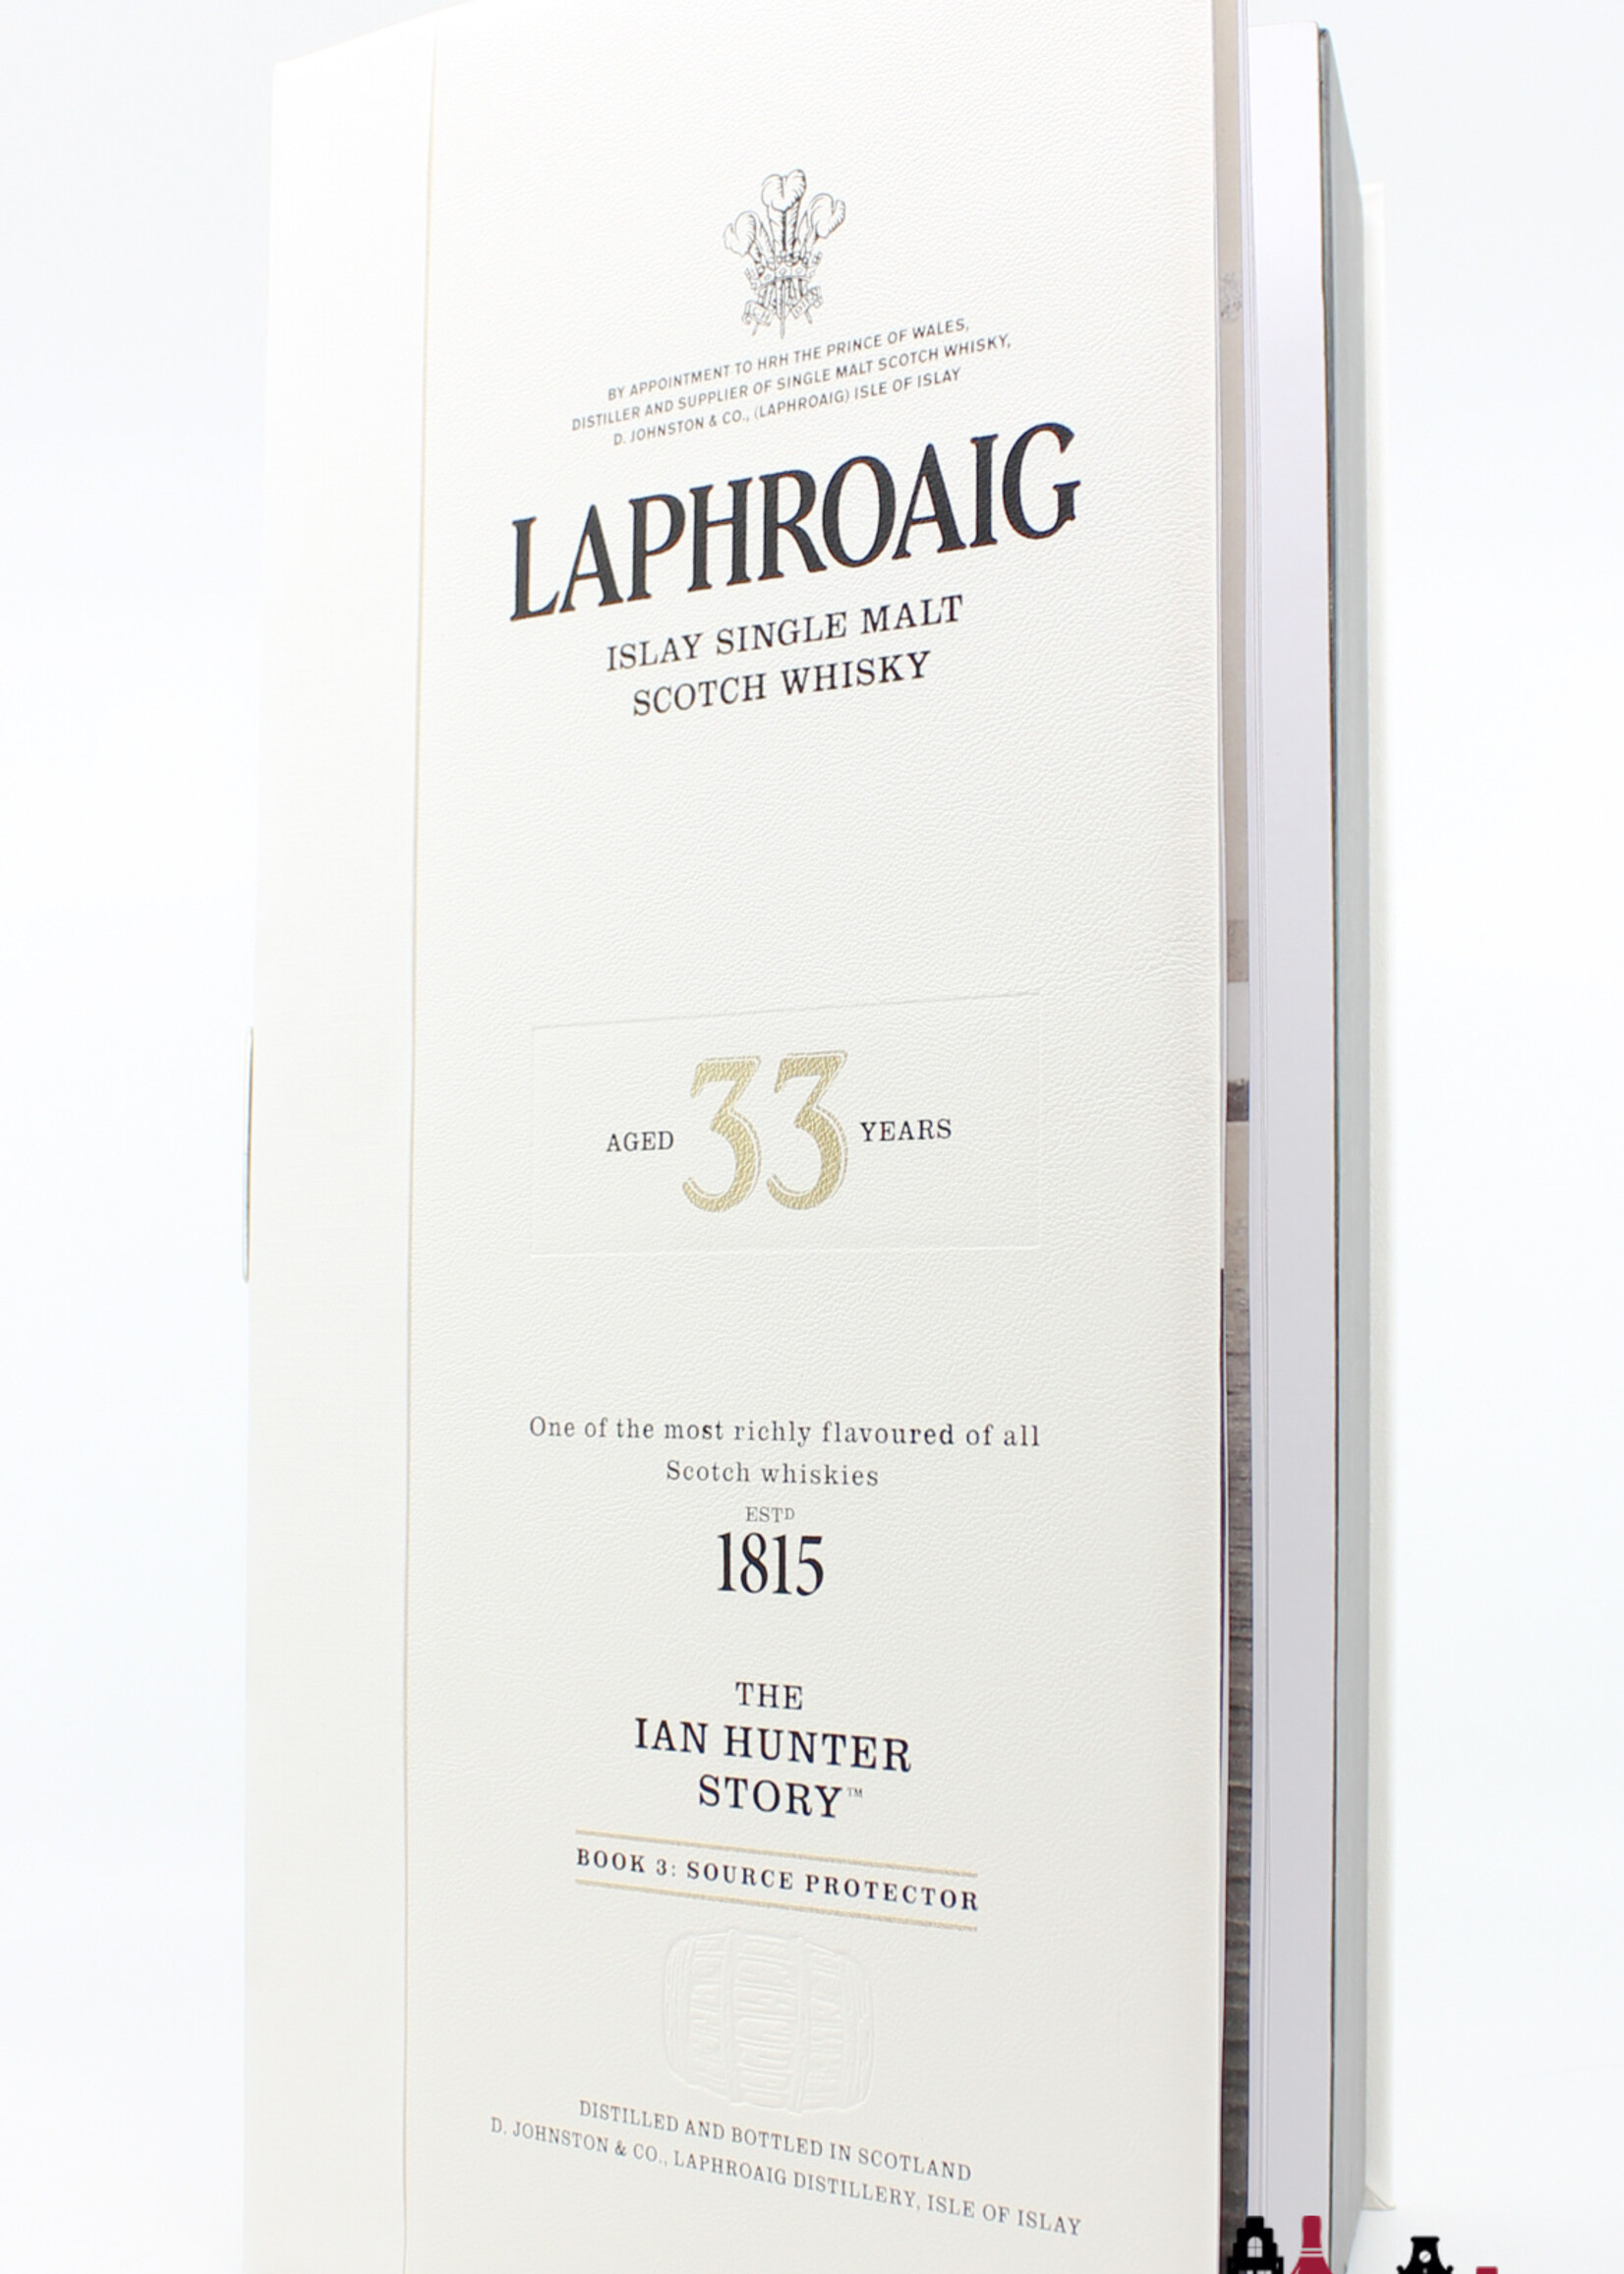 BY APPOINTMENT TO HRH THE PRINCE OF WALES,
DISTILLER AND SUPPLIER OF SINGLE MALT SCOTCH WHISKY,
D. JOHNSTON & CO., (LAPHROAIG) ISLE OF ISLAY
LAPHROAIG
ISLAY SINGLE MALT
SCOTCH WHISKY
AGED 33 YEARS
One of the most richly flavoured of all
Scotch whiskies
ESTD
1815
THE
IAN HUNTER
STORY™
BOOK 3: SOURCE PROTECTOR
DISTILLED AND BOTTLED IN SCOTLAND
D. JOHNSTON & CO., LAPHROAIG DISTILLERY, ISLE OF ISLAY